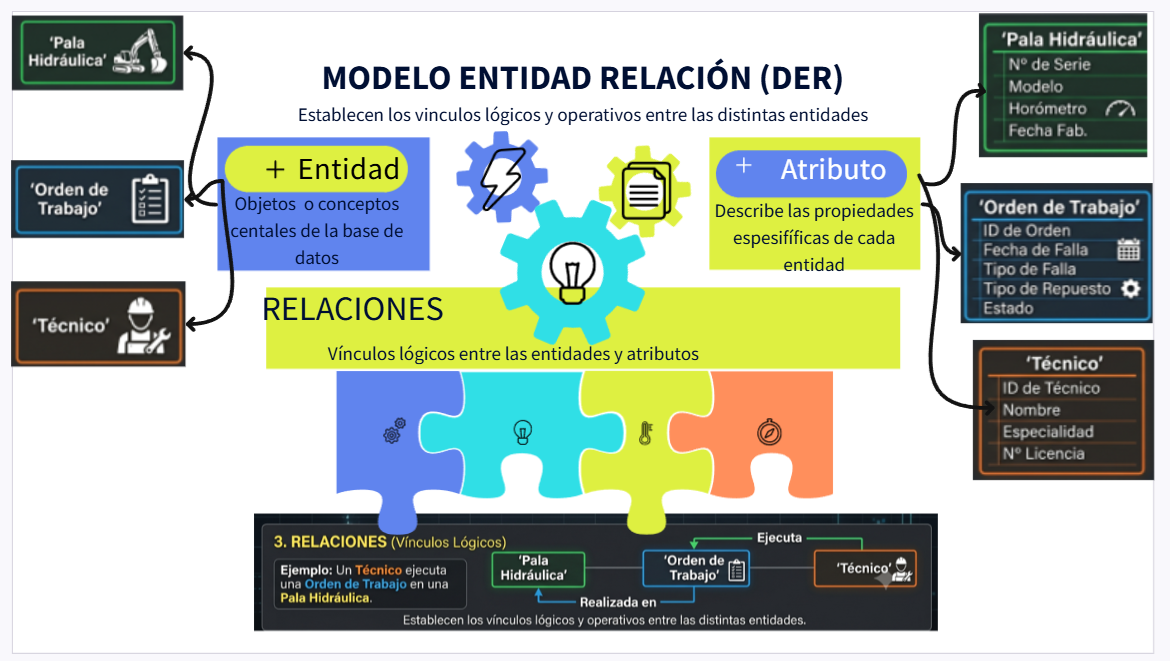 MODELO ENTIDAD RELACIÓN (DER)
Establecen los vinculos lógicos y operativos entre las distintas entidades
'Pala
Hidráulica'
'Orden de
Trabajo'
'Técnico'
+ Entidad
Objetos o conceptos
centales de la base de
datos
+ Atributo
Describe las propiedades
espesifíficas de cada
entidad
'Pala Hidráulica'
Nº de Serie
Modelo
Horómetro
Fecha Fab.
'Orden de Trabajo'
ID de Orden
Fecha de Falla
Tipo de Falla
Tipo de Repuesto
Estado
'Técnico'
ID de Técnico
Nombre
Especialidad
Nº Licencia
RELACIONES
Vínculos lógicos entre las entidades y atributos
3. RELACIONES (Vínculos Lógicos)
Ejemplo: Un Técnico ejecuta
una Orden de Trabajo en una
Pala Hidráulica.
'Pala
Hidráulica'
'Orden de
Trabajo'
Ejecuta
'Técnico'
Realizada en
Establecen los vínculos lógicos y operativos entre las distintas entidades.